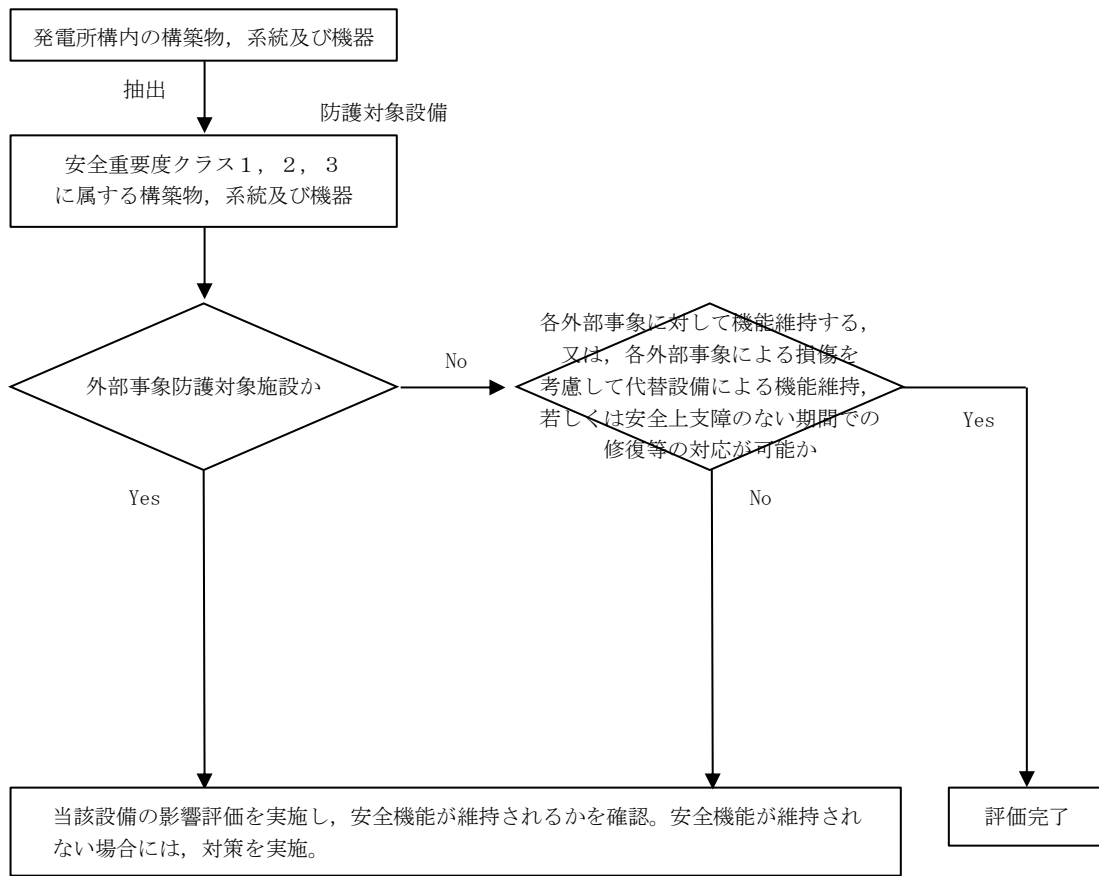 発電所構内の構築物，系統及び機器
抽出
防護対象設備
安全重要度クラス１，２，３
に属する構築物，系統及び機器
外部事象防護対象施設か
No
各外部事象に対して機能維持する，
又は，各外部事象による損傷を
考慮して代替設備による機能維持，
若しくは安全上支障のない期間での
修復等の対応が可能か
Yes
Yes
No
当該設備の影響評価を実施し，安全機能が維持されるかを確認。安全機能が維持され
ない場合には，対策を実施。
評価完了